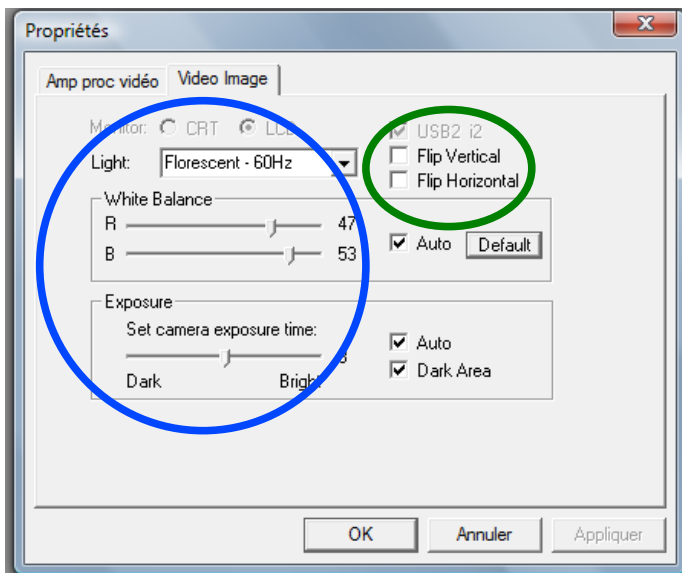 Propriétés
Amp proc vidéo Video Image
Monitor: CRT LCD USB2 i2
Light: Florescent - 60Hz Flip Vertical
Flip Horizontal
White Balance
R 47
B 53 Auto Default
Exposure
Set camera exposure time:
Auto
Dark Bright Dark Area
OK Annuler Appliquer